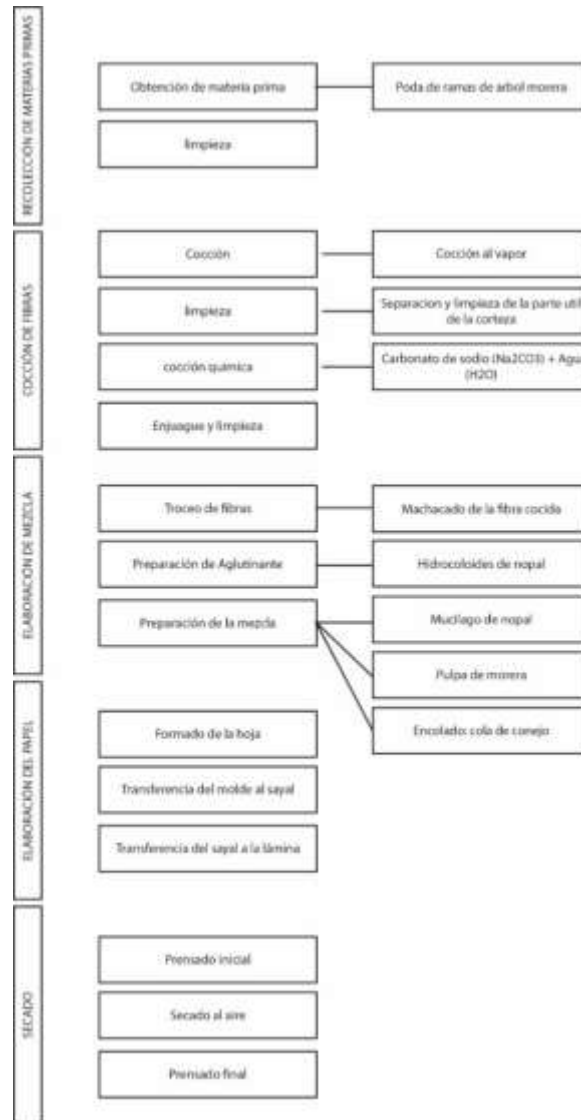 RECOLECCIÓN DE MATERIAS PRIMAS
Obtención de materia prima
Poda de ramas de arbol morera
limpieza
COCCIÓN DE FIBRAS
Cocción
Cocción al vapor
limpieza
Separacion y limpieza de la parte util
de la corteza
cocción quimica
Carbonato de sodio (Na2CO3) + Agua
(H2O)
Enjuague y limpieza
ELABORACION DE MEZCLA
Troceo de fibras
Machacado de la fibra cocida
Preparación de Aglutinante
Hidrocoloides de nopal
Preparación de la mezcla
Mucílago de nopal
Pulpa de morera
Encolado: cola de conejo
ELABORACIÓN DEL PAPEL
Formado de la hoja
Transferencia del molde al sayal
Transferencia del sayal a la lámina
SECADO
Prensado inicial
Secado al aire
Prensado final